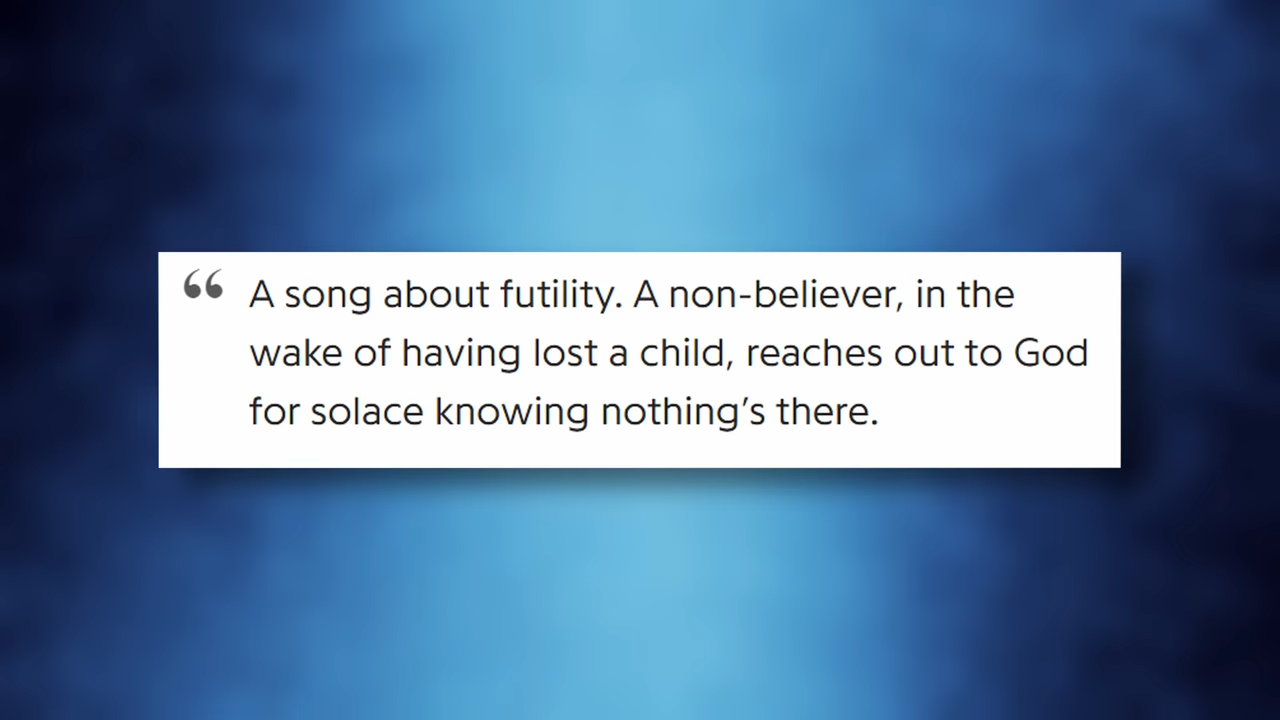 “ A song about futility. A non-believer, in the
wake of having lost a child, reaches out to God
for solace knowing nothing’s there.